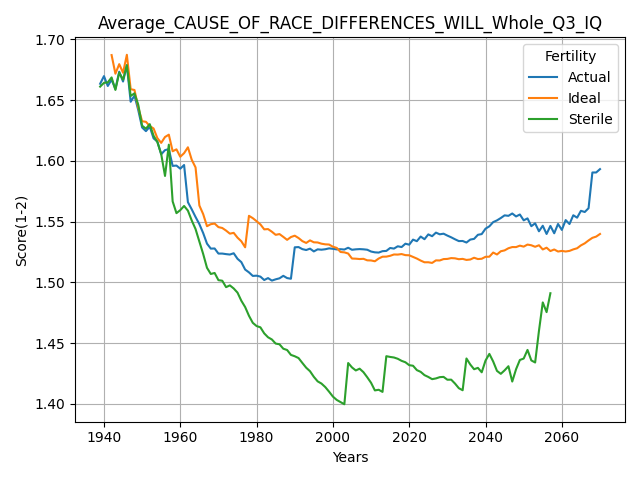 Average_CAUSE_OF_RACE_DIFFERENCES_WILL_Whole_Q3_IQ
Fertility
Actual
Ideal
Sterile
Score(1-2)
1.70
1.65
1.60
1.55
1.50
1.45
1.40
1940 1960 1980 2000 2020 2040 2060
Years